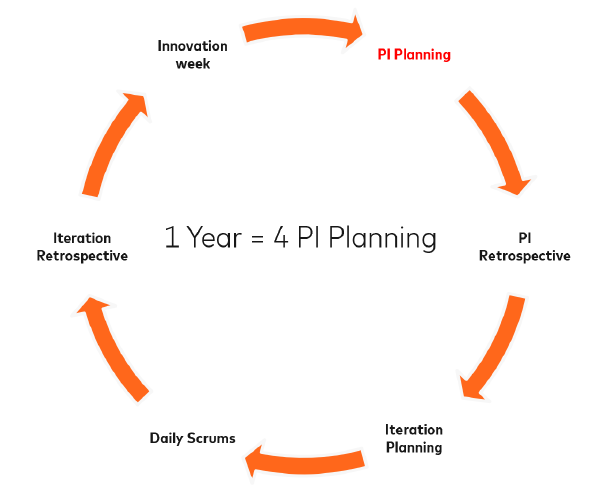 Innovation
week
PI Planning
Iteration
Retrospective
1 Year = 4 PI Planning
PI
Retrospective
Daily Scrums
Iteration
Planning